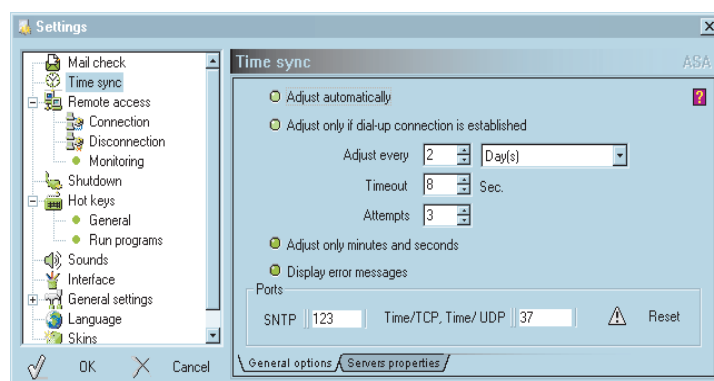 Settings
Mail check
Time sync
Remote access
Connection
Disconnection
Monitoring
Shutdown
Hot keys
General
Run programs
Sounds
Interface
General settings
Language
Skins
OK
Cancel
Time sync
ASA
Adjust automatically
?
Adjust only if dial-up connection is established
Adjust every 2 Day(s)
Timeout 8 Sec.
Attempts 3
Adjust only minutes and seconds
Display error messages
Ports
SNTP 123 Time/TCP, Time/ UDP 37 Reset
General options Servers properties